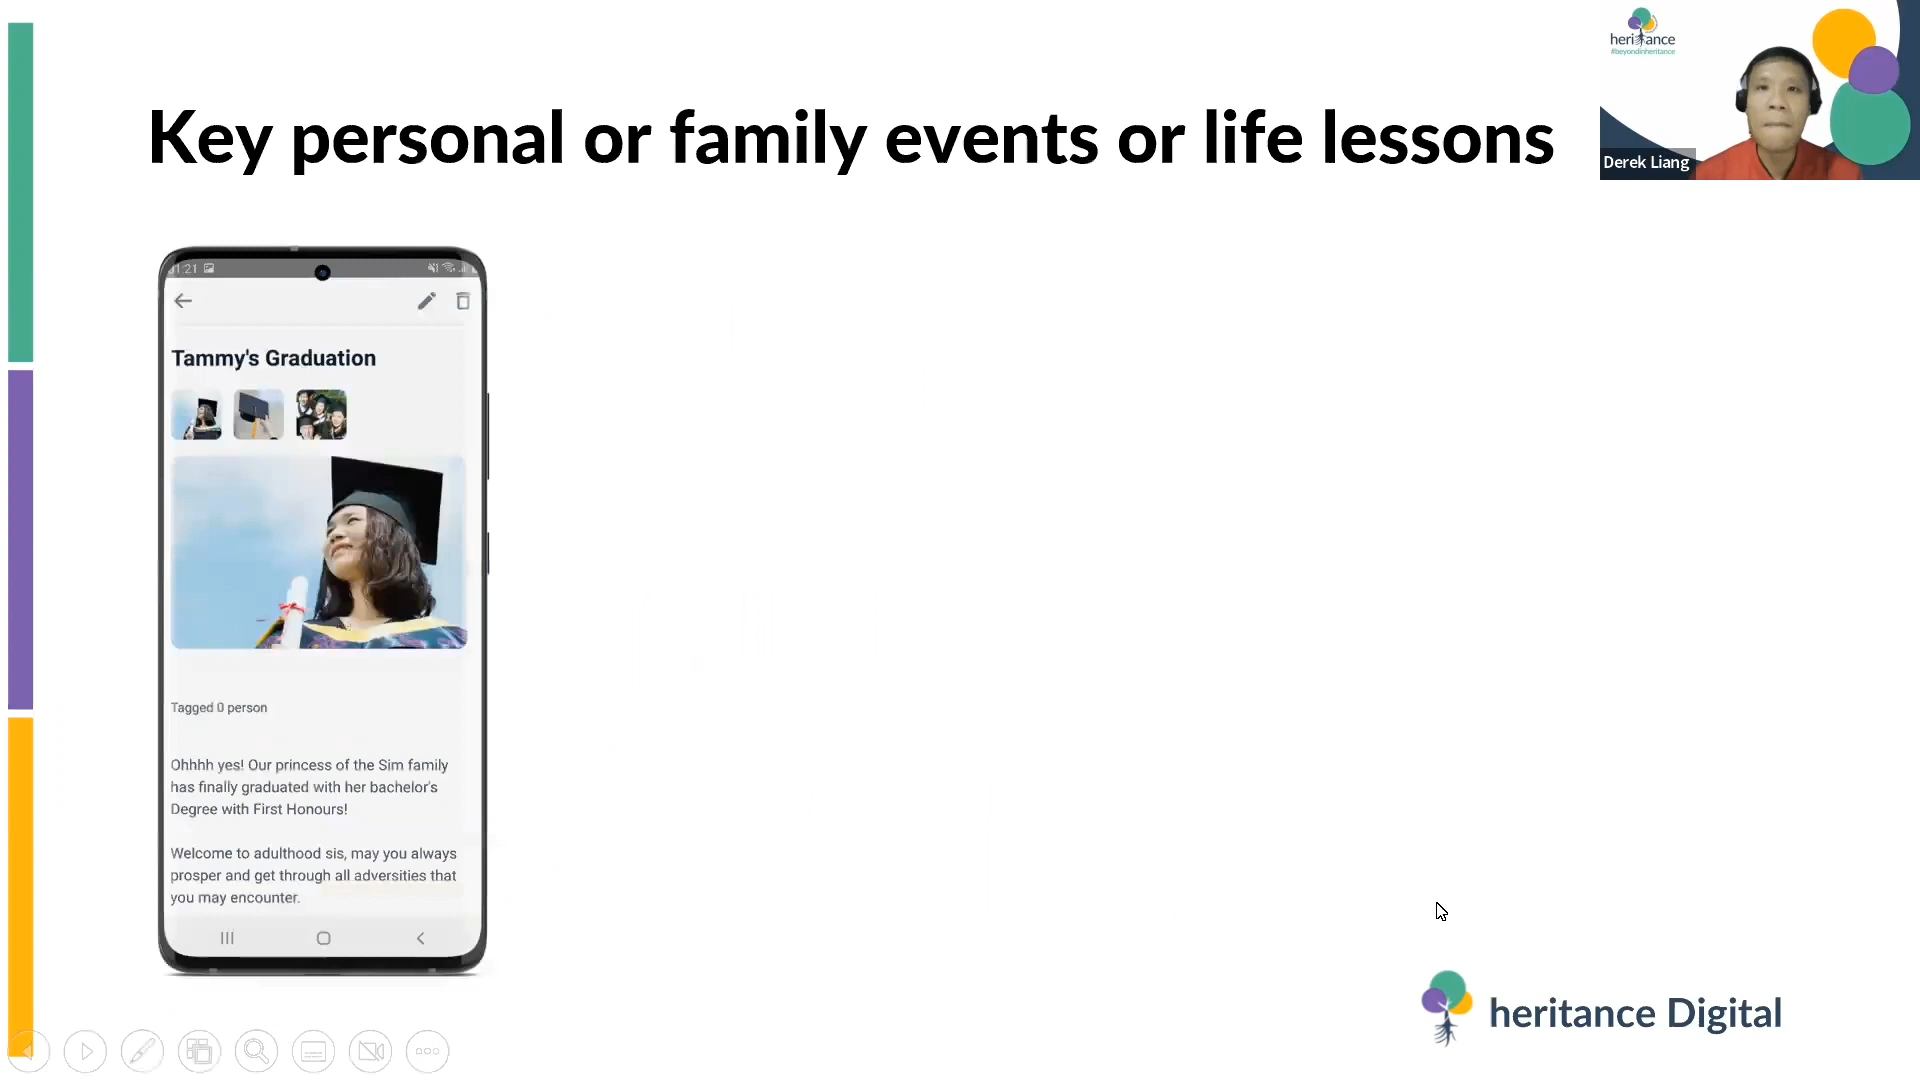 heritance
#beyondinheritance
Key personal or family events or life lessons
Derek Liang
Tammy's Graduation
Tagged 0 person
Ohhhh yes! Our princess of the Sim family
has finally graduated with her bachelor's
Degree with First Honours!
Welcome to adulthood sis, may you always
prosper and get through all adversities that
you may encounter.
heritance Digital